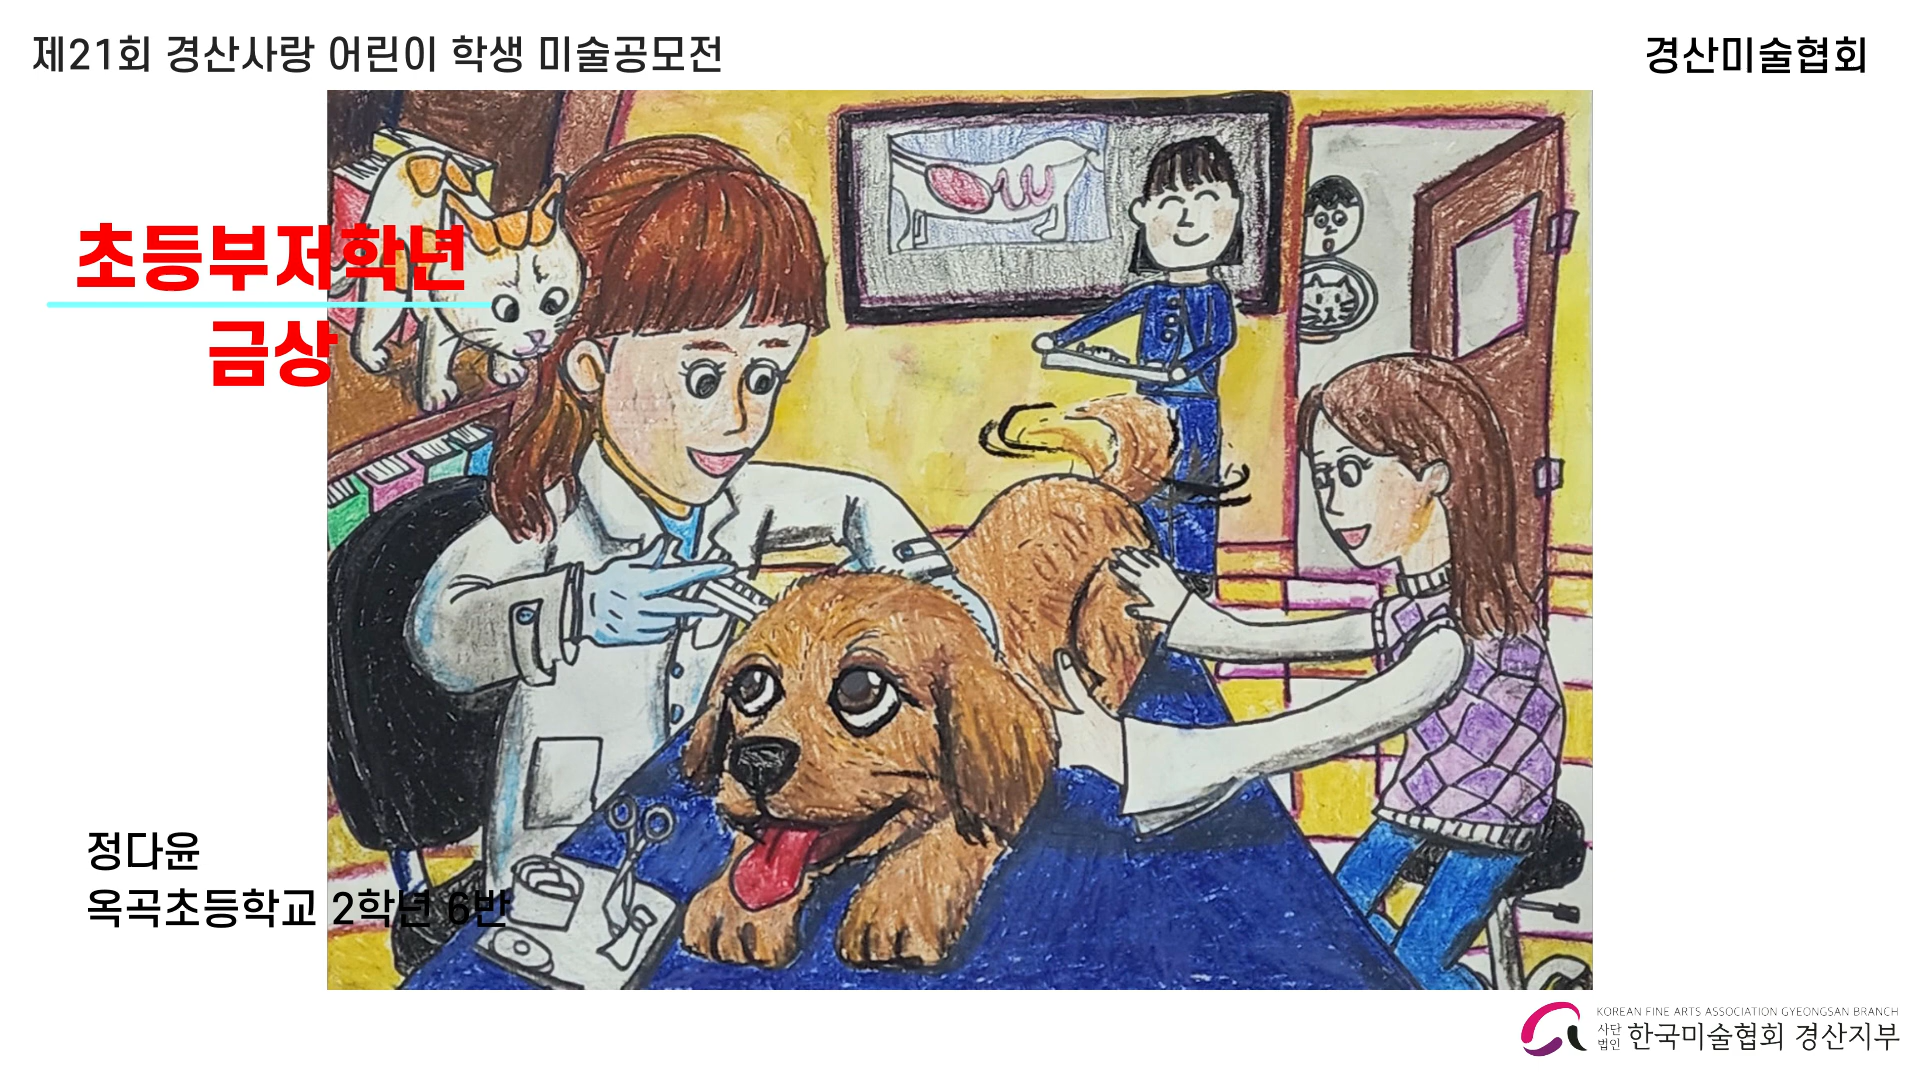 제21회 경산사랑 어린이 학생 미술공모전
경산미술협회
초등부저학년
금상
정다윤
옥곡초등학교 2학년 6반
KOREAN FINE ARTS ASSOCIATION GYEONGSAN BRANCH
사단법인 한국미술협회 경산지부